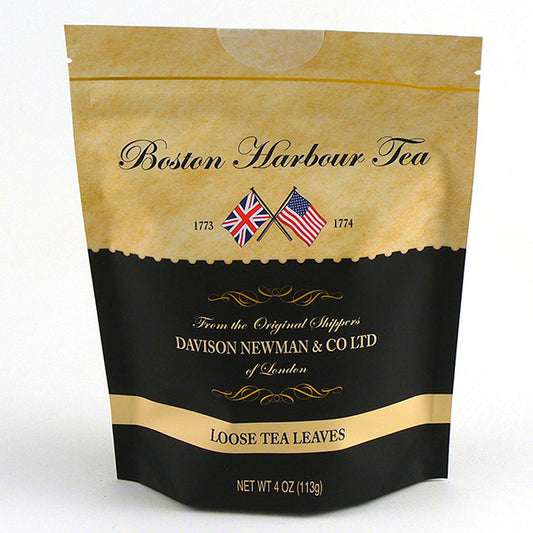 Boston Harbour Tea
1773 1774
From the Original Shippers
DAVISON NEWMAN & CO LTD
of London
LOOSE TEA LEAVES
NET WT 4 OZ (113g)